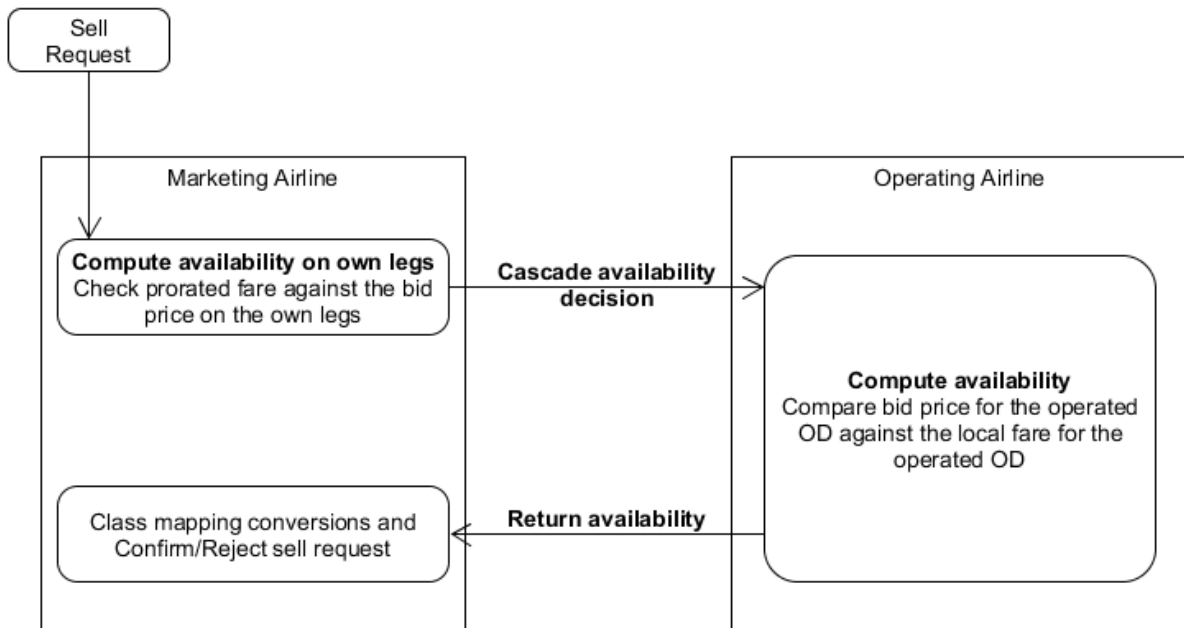 Sell
Request
Marketing Airline
Operating Airline
Compute availability on own legs
Check prorated fare against the bid
price on the own legs
Cascade availability
decision
Compute availability
Compare bid price for the operated
OD against the local fare for the
operated OD
Return availability
Class mapping conversions and
Confirm/Reject sell request